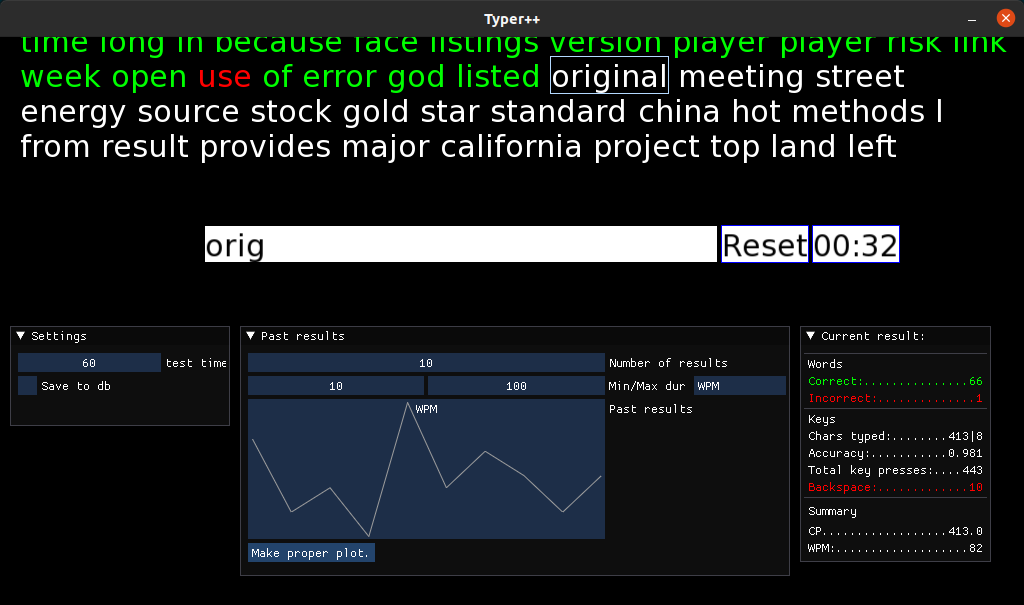 Typer++
time long in because face listings version player player risk link
week open use of error god listed original meeting street
energy source stock gold star standard china hot methods l
from result provides major california project top land left
orig
Reset 00:32
Settings
60 test time
Save to db
Past results
10 Number of results
10 100 Min/Max dur WPM
WPM
Past results
Make proper plot.
Current result:
Words
Correct:...............66
Incorrect:.............1
Keys
Chars typed:........413|8
Accuracy:...........0.981
Total key presses:....443
Backspace:.............10
Summary
CP..................413.0
WPM:...................82